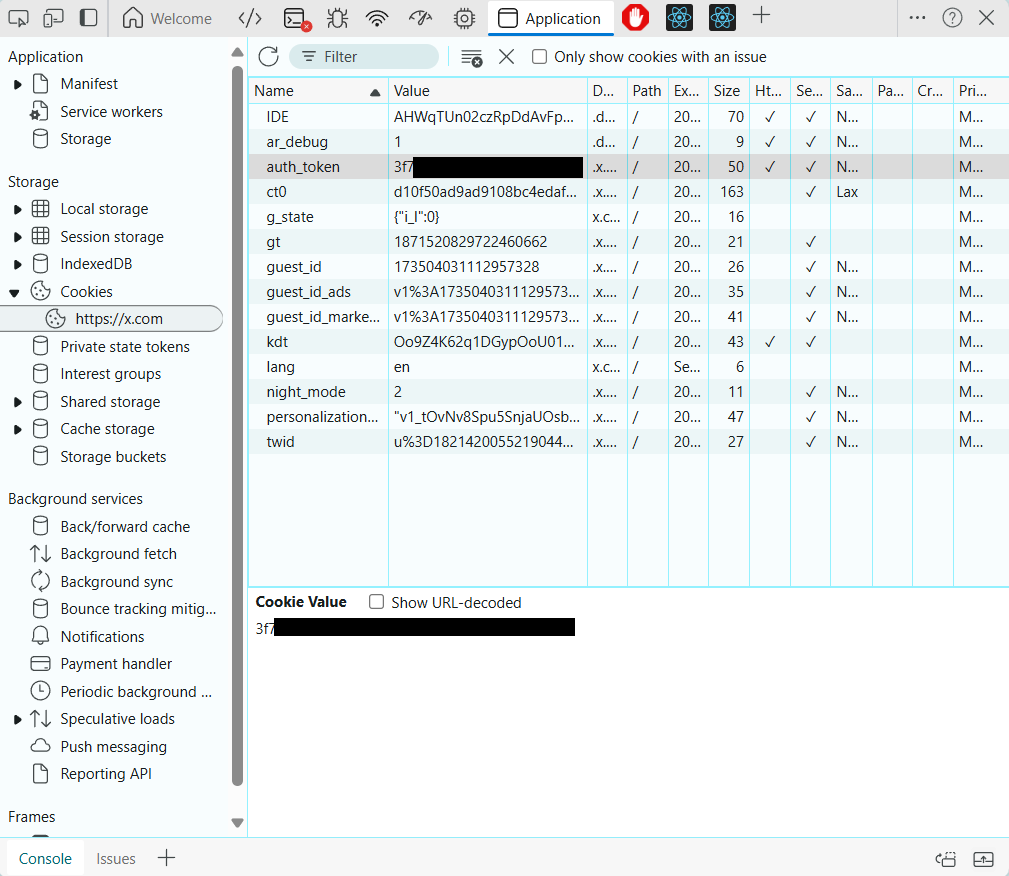 Welcome
Application
Application
Manifest
Service workers
Storage
Storage
Local storage
Session storage
IndexedDB
Cookies
https://x.com
Private state tokens
Interest groups
Shared storage
Cache storage
Storage buckets
Background services
Back/forward cache
Background fetch
Background sync
Bounce tracking mitig...
Notifications
Payment handler
Periodic background ...
Speculative loads
Push messaging
Reporting API
Frames
Filter
Only show cookies with an issue
Name Value D... Path Ex... Size Ht... Se... Sa... Pa... Cr... Pri...
IDE AHWqTUn02czRpDdAvFp... .d... / 20... 70 ✓ ✓ N... M...
ar_debug 1 .d... / 20... 9 ✓ ✓ N... M...
auth_token 3f7 .x.... / 20... 50 ✓ ✓ N... M...
ct0 d10f50ad9ad9108bc4edaf... .x.... / 20... 163 ✓ Lax M...
g_state {"i_l":0} x.c... / 20... 16 M...
gt 1871520829722460662 .x.... / 20... 21 ✓ M...
guest_id 173504031112957328 .x.... / 20... 26 ✓ N... M...
guest_id_ads v1%3A1735040311129573... .x.... / 20... 35 ✓ N... M...
guest_id_marke... v1%3A1735040311129573... .x.... / 20... 41 ✓ N... M...
kdt Oo9Z4K62q1DGypOoU01... .x.... / 20... 43 ✓ ✓ M...
lang en x.c... / Se... 6 M...
night_mode 2 .x.... / 20... 11 ✓ N... M...
personalization... "v1_tOvNv8Spu5SnjaUOsb... .x.... / 20... 47 ✓ N... M...
twid u%3D1821420055219044... .x.... / 20... 27 ✓ N... M...
Cookie Value Show URL-decoded
3f7
Console Issues